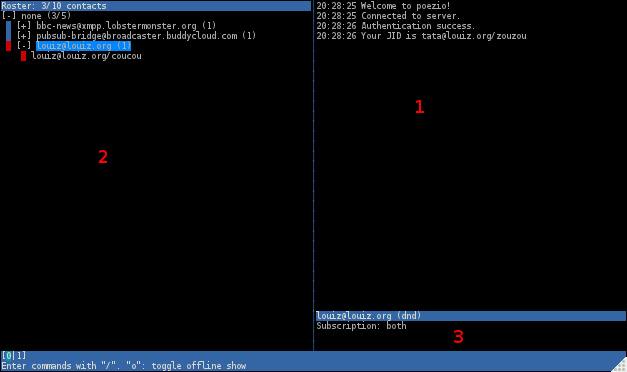 Roster: 3/10 contacts
[-] none (3/5)
[+] bbc-news@xmpp.lobstermonster.org (1)
[+] pubsub-bridge@broadcaster.buddycloud.com (1)
[-] louiz@louiz.org (1)
louiz@louiz.org/coucou
2
20:28:25 Welcome to poezio!
20:28:25 Connected to server.
20:28:26 Authentication success.
20:28:26 Your JID is tata@louiz.org/zouzou
1
louiz@louiz.org (dnd)
Subscription: both
3
[0|1]
Enter commands with "/". "o": toggle offline show